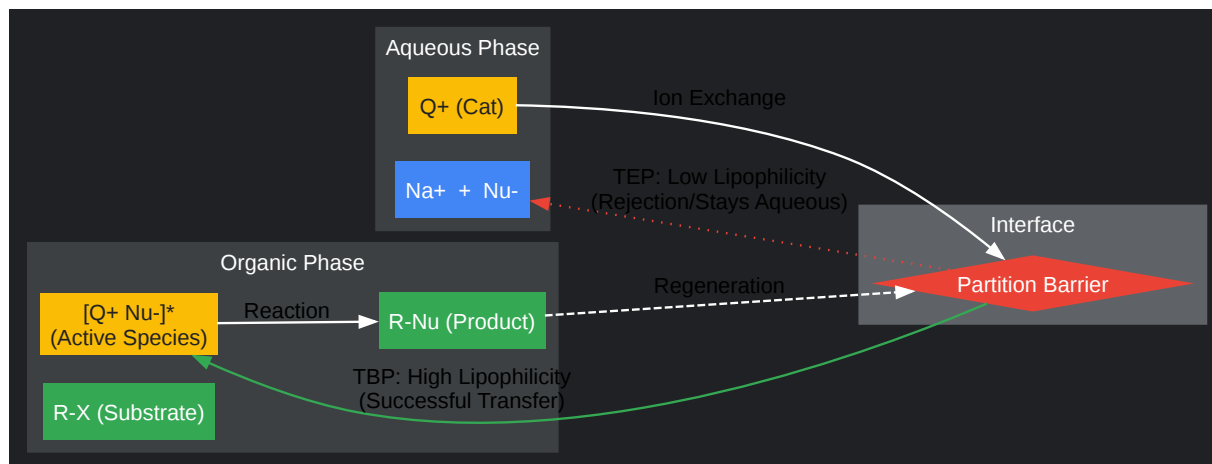 Aqueous Phase
Q+ (Cat)
Ion Exchange
Na+ + Nu-
TEP: Low Lipophilicity
(Rejection/Stays Aqueous)
Interface
Partition Barrier
Organic Phase
[Q+ Nu-]*
(Active Species)
Reaction
R-Nu (Product)
Regeneration
TBP: High Lipophilicity
(Successful Transfer)
R-X (Substrate)